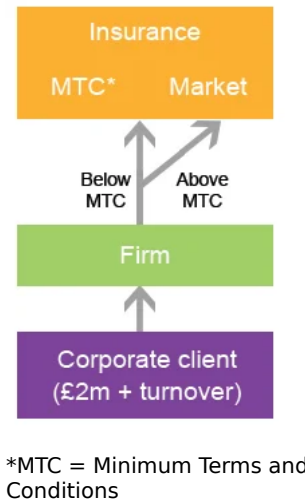 Insurance
MTC* Market
Below Above
MTC MTC
Firm
Corporate client
(£2m + turnover)
*MTC = Minimum Terms and
Conditions